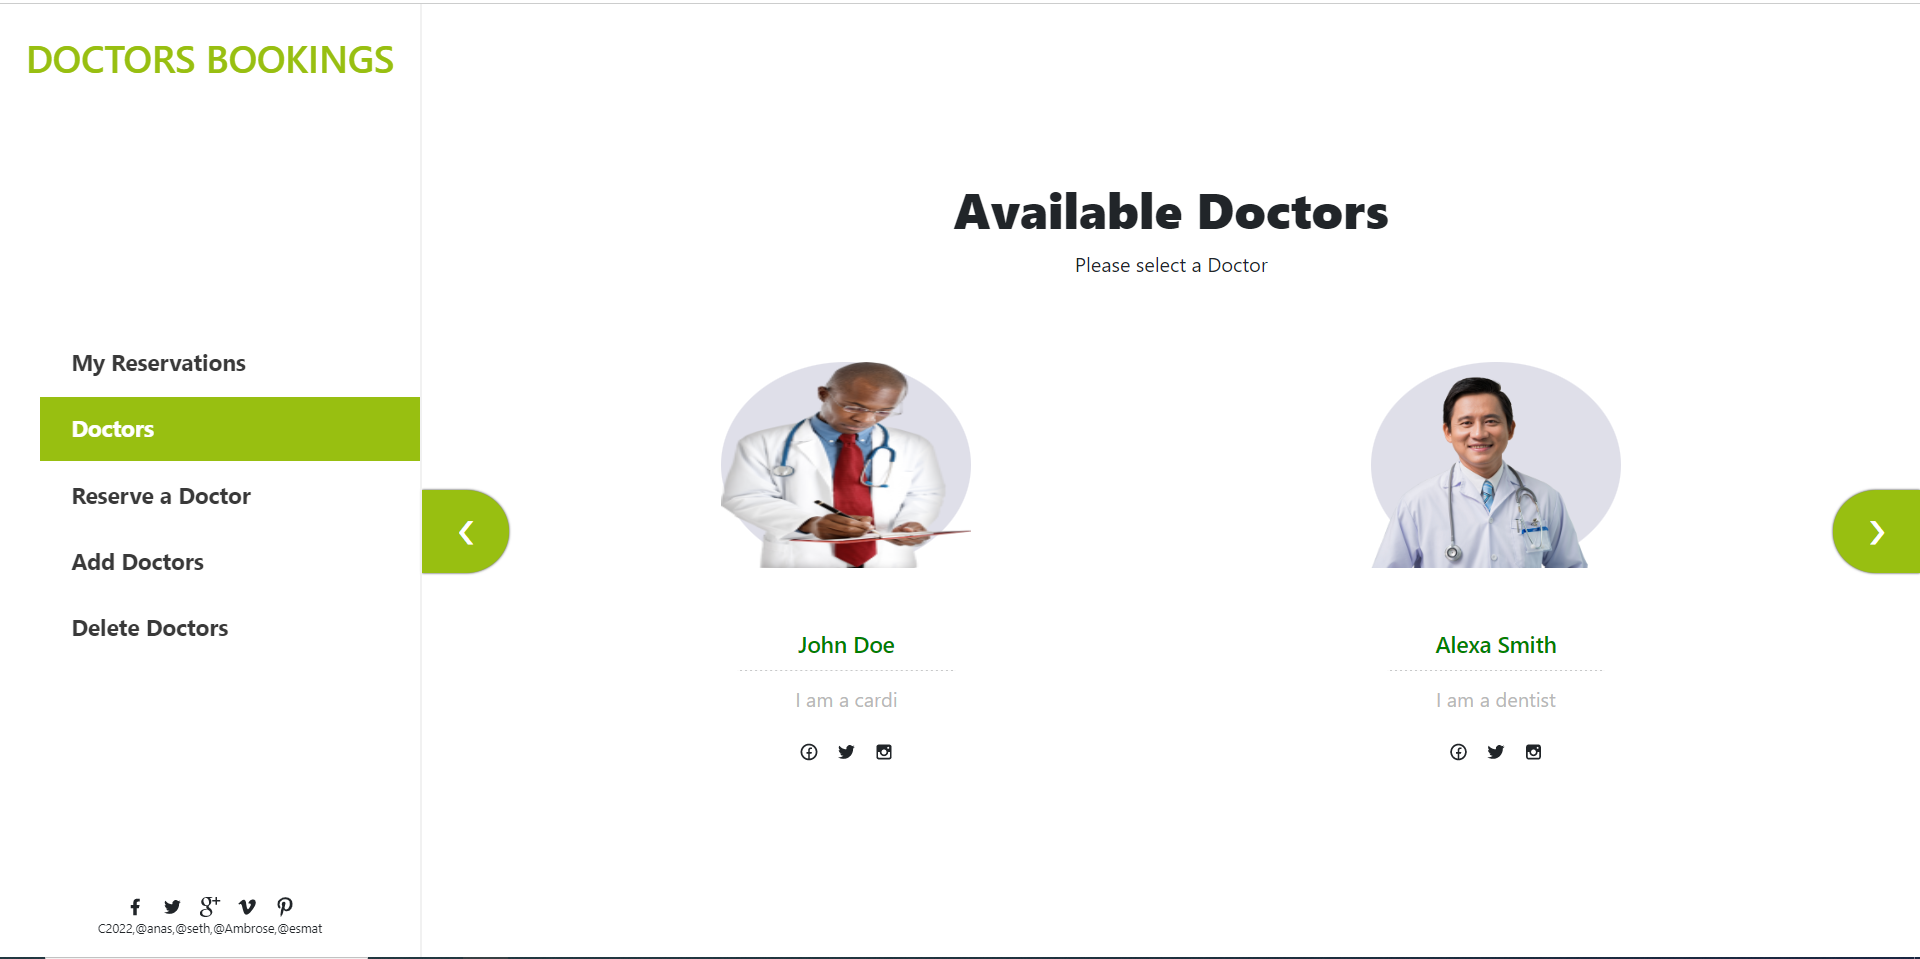 DOCTORS BOOKINGS
My Reservations
Doctors
Reserve a Doctor
Add Doctors
Delete Doctors
C2022,@anas,@seth,@Ambrose,@esmat
Available Doctors
Please select a Doctor
John Doe
I am a cardi
Alexa Smith
I am a dentist